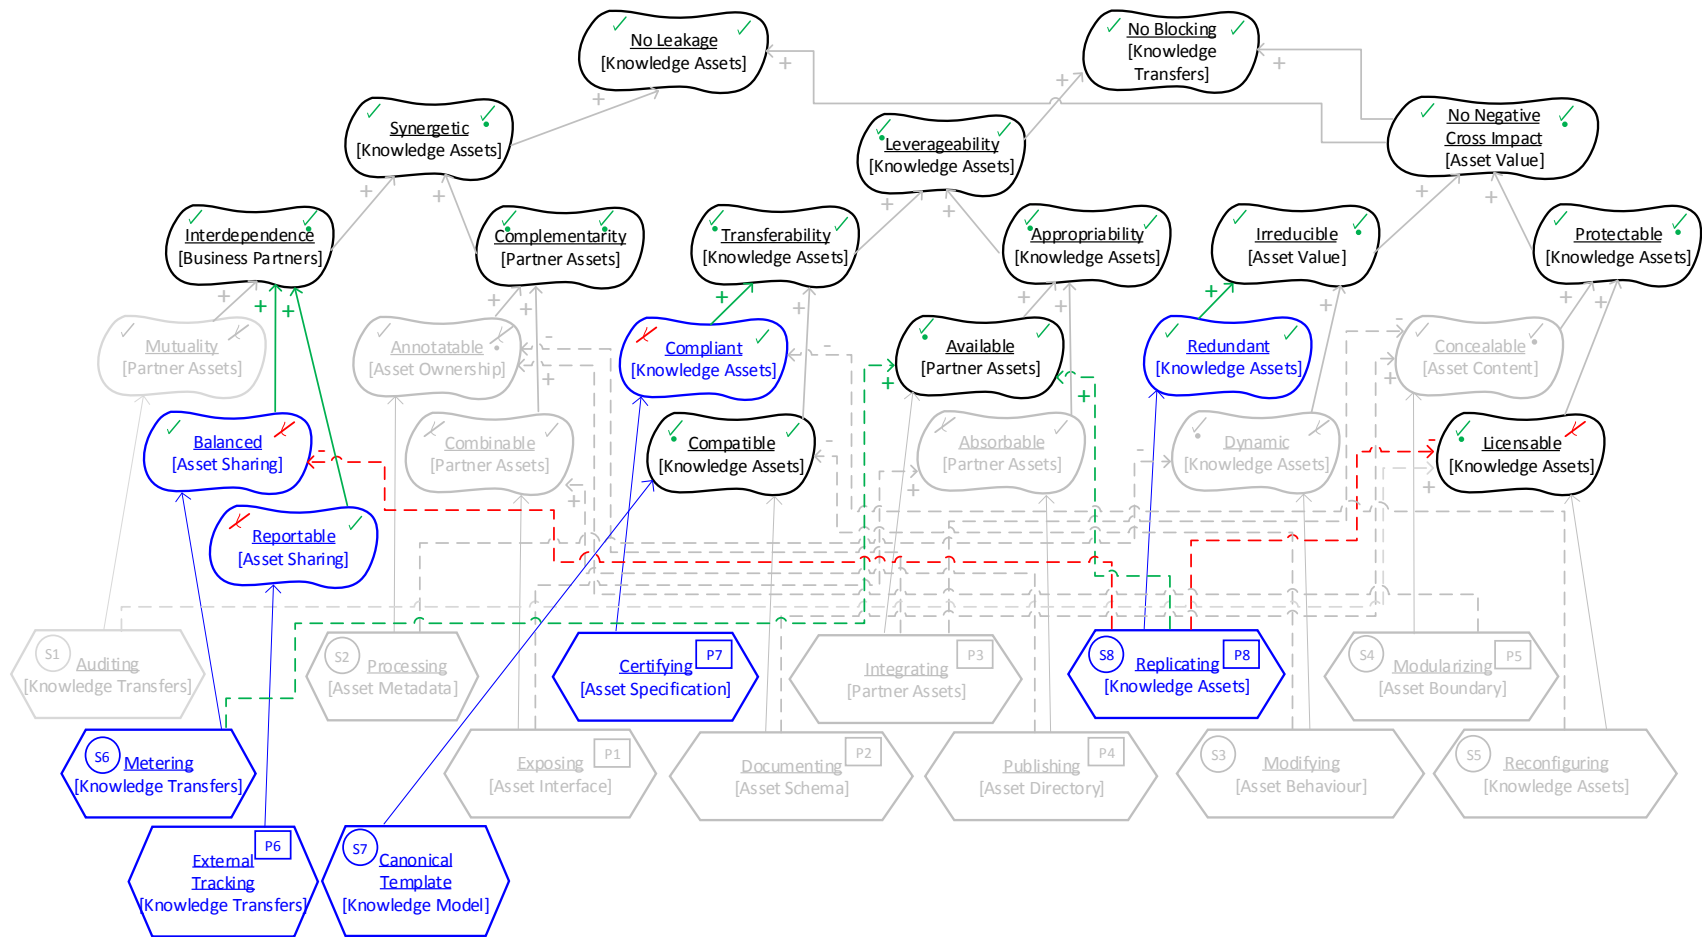 No Leakage
[Knowledge Assets]
No Blocking
[Knowledge
Transfers]
Synergetic
[Knowledge Assets]
Leverageability
[Knowledge Assets]
No Negative
Cross Impact
[Asset Value]
Interdependence
[Business Partners]
Complementarity
[Partner Assets]
Transferability
[Knowledge Assets]
Appropriability
[Knowledge Assets]
Irreducible
[Asset Value]
Protectable
[Knowledge Assets]
Mutuality
[Partner Assets]
Annotatable
[Asset Ownership]
Compliant
[Knowledge Assets]
Available
[Partner Assets]
Redundant
[Knowledge Assets]
Concealable
[Asset Content]
Balanced
[Asset Sharing]
Combinable
[Partner Assets]
Compatible
[Knowledge Assets]
Absorbable
[Partner Assets]
Dynamic
[Knowledge Assets]
Licensable
[Knowledge Assets]
Reportable
[Asset Sharing]
S1
Auditing
[Knowledge Transfers]
S2
Processing
[Asset Metadata]
Certifying
P7
[Asset Specification]
Integrating
P3
[Partner Assets]
S8
Replicating
P8
[Knowledge Assets]
S4
Modularizing
P5
[Asset Boundary]
S6
Metering
[Knowledge Transfers]
Exposing
P1
[Asset Interface]
Documenting
P2
[Asset Schema]
Publishing
P4
[Asset Directory]
S3
Modifying
[Asset Behaviour]
S5
Reconfiguring
[Knowledge Assets]
External
P6
Tracking
[Knowledge Transfers]
S7
Canonical
Template
[Knowledge Model]